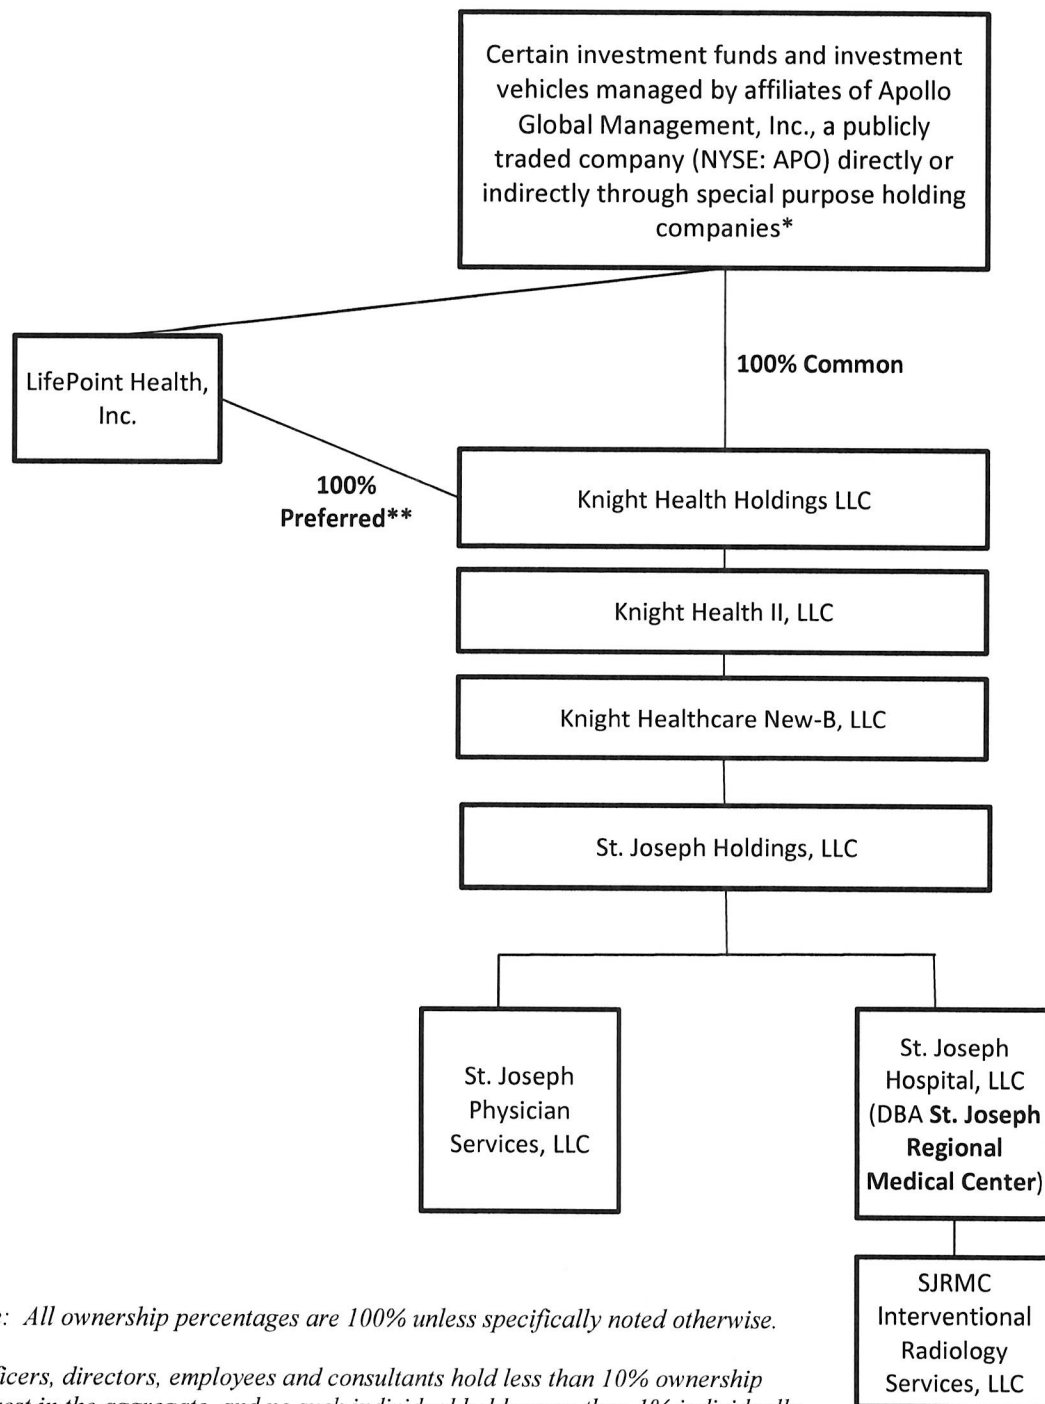 Certain investment funds and investment
vehicles managed by affiliates of Apollo
Global Management, Inc., a publicly
traded company (NYSE: APO) directly or
indirectly through special purpose holding
companies*
LifePoint Health,
Inc.
100% Common
100%
Preferred**
Knight Health Holdings LLC
Knight Health II, LLC
Knight Healthcare New-B, LLC
St. Joseph Holdings, LLC
St. Joseph
Physician
Services, LLC
St. Joseph
Hospital, LLC
(DBA St. Joseph
Regional
Medical Center)
SJRMC
Interventional
Radiology
Services, LLC
: All ownership percentages are 100% unless specifically noted otherwise.
ficers, directors, employees and consultants hold less than 10% ownership